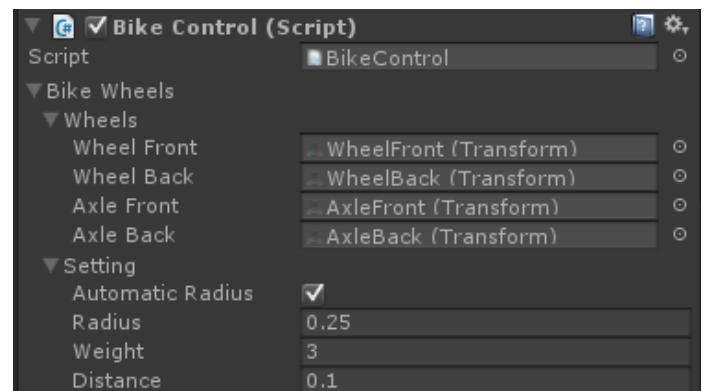 Bike Control (Script)
Script BikeControl
Bike Wheels
Wheels
Wheel Front WheelFront (Transform)
Wheel Back WheelBack (Transform)
Axle Front AxleFront (Transform)
Axle Back AxleBack (Transform)
Setting
Automatic Radius
Radius 0.25
Weight 3
Distance 0.1